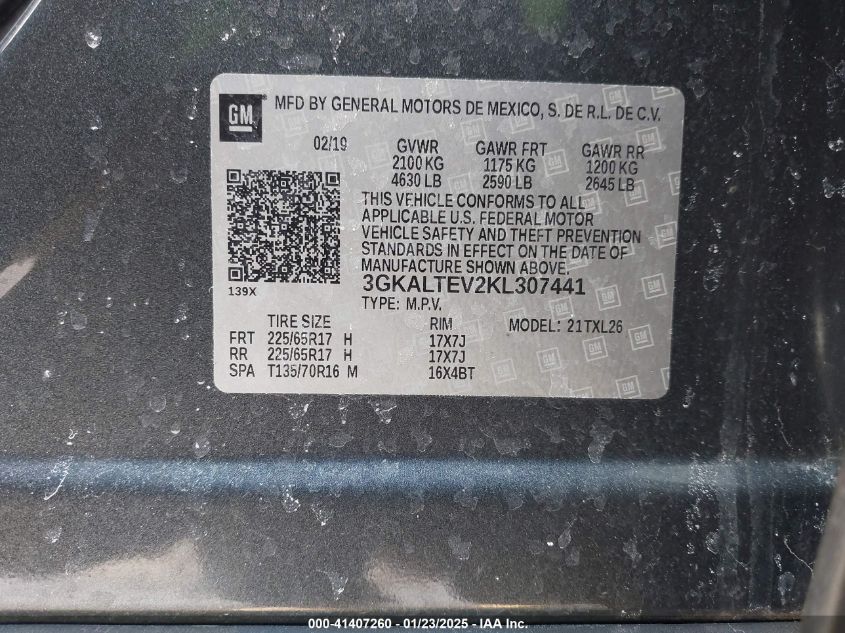 GM
MFD BY GENERAL MOTORS DE MEXICO, S. DE R.L. DE C.V.
02/19 GVWR GAWR FRT GAWR RR
2100 KG 1175 KG 1200 KG
4630 LB 2590 LB 2645 LB
THIS VEHICLE CONFORMS TO ALL
APPLICABLE U.S. FEDERAL MOTOR
VEHICLE SAFETY AND THEFT PREVENTION
STANDARDS IN EFFECT ON THE DATE OF
MANUFACTURE SHOWN ABOVE.
139X
3GKALTEV2KL307441
TYPE: M.P.V.
TIRE SIZE RIM MODEL: 21TXL26
FRT 225/65R17 H 17X7J
RR 225/65R17 H 17X7J
SPA T135/70R16 M 16X4BT
000-41407260 - 01/23/2025 - IAA Inc.